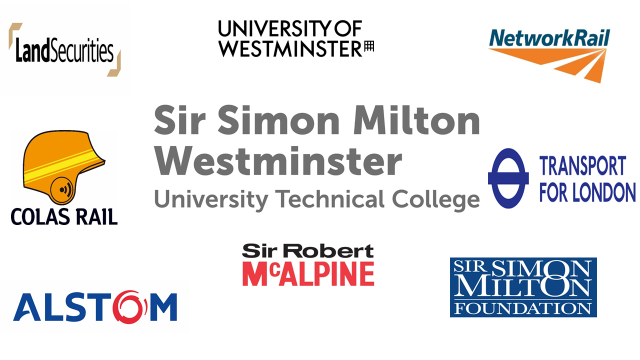 LandSecurities
UNIVERSITY OF
WESTMINSTER
NetworkRail
Sir Simon Milton
Westminster
University Technical College
COLAS RAIL
TRANSPORT
FOR LONDON
Sir Robert
McALPINE
SIR SIMON
MILTON
FOUNDATION
ALSTOM